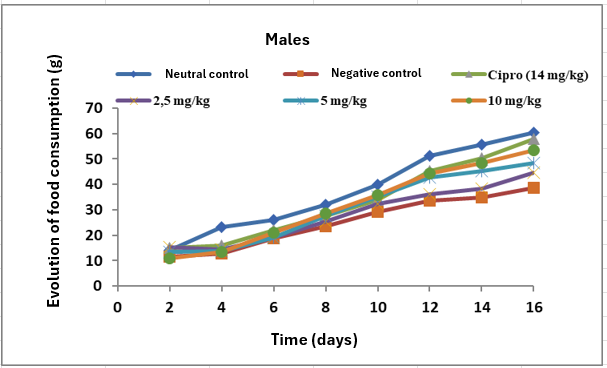 Males
Neutral control Negative control Cipro (14 mg/kg)
2,5 mg/kg 5 mg/kg 10 mg/kg
Evolution of food consumption (g)
70
60
50
40
30
20
10
0
0 2 4 6 8 10 12 14 16
Time (days)